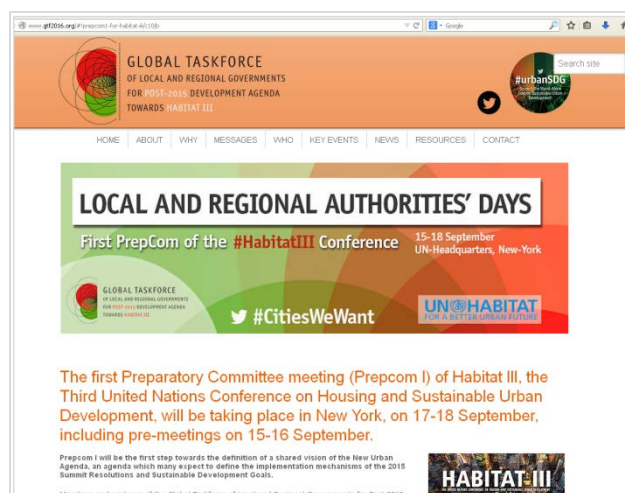 www.gtf2016.org/#!prepcom1-for-habitat-iii/c10jb
Google
GLOBAL TASKFORCE
OF LOCAL AND REGIONAL GOVERNMENTS
FOR POST-2015 DEVELOPMENT AGENDA
TOWARDS HABITAT III
#urbanSDG
Search site
HOME ABOUT WHY MESSAGES WHO KEY EVENTS NEWS RESOURCES CONTACT
LOCAL AND REGIONAL AUTHORITIES' DAYS
First PrepCom of the #HabitatIII Conference
15-18 September
UN-Headquarters, New-York
GLOBAL TASKFORCE
OF LOCAL AND REGIONAL GOVERNMENTS
FOR POST-2015 DEVELOPMENT AGENDA
TOWARDS HABITAT III
#CitiesWeWant
UN HABITAT
FOR A BETTER URBAN FUTURE
The first Preparatory Committee meeting (Prepcom I) of Habitat III, the
Third United Nations Conference on Housing and Sustainable Urban
Development, will be taking place in New York, on 17-18 September,
including pre-meetings on 15-16 September.
Prepcom I will be the first step towards the definition of a shared vision of the New Urban
Agenda, an agenda which many expect to define the implementation mechanisms of the 2015
Summit Resolutions and Sustainable Development Goals.
HABITAT-III